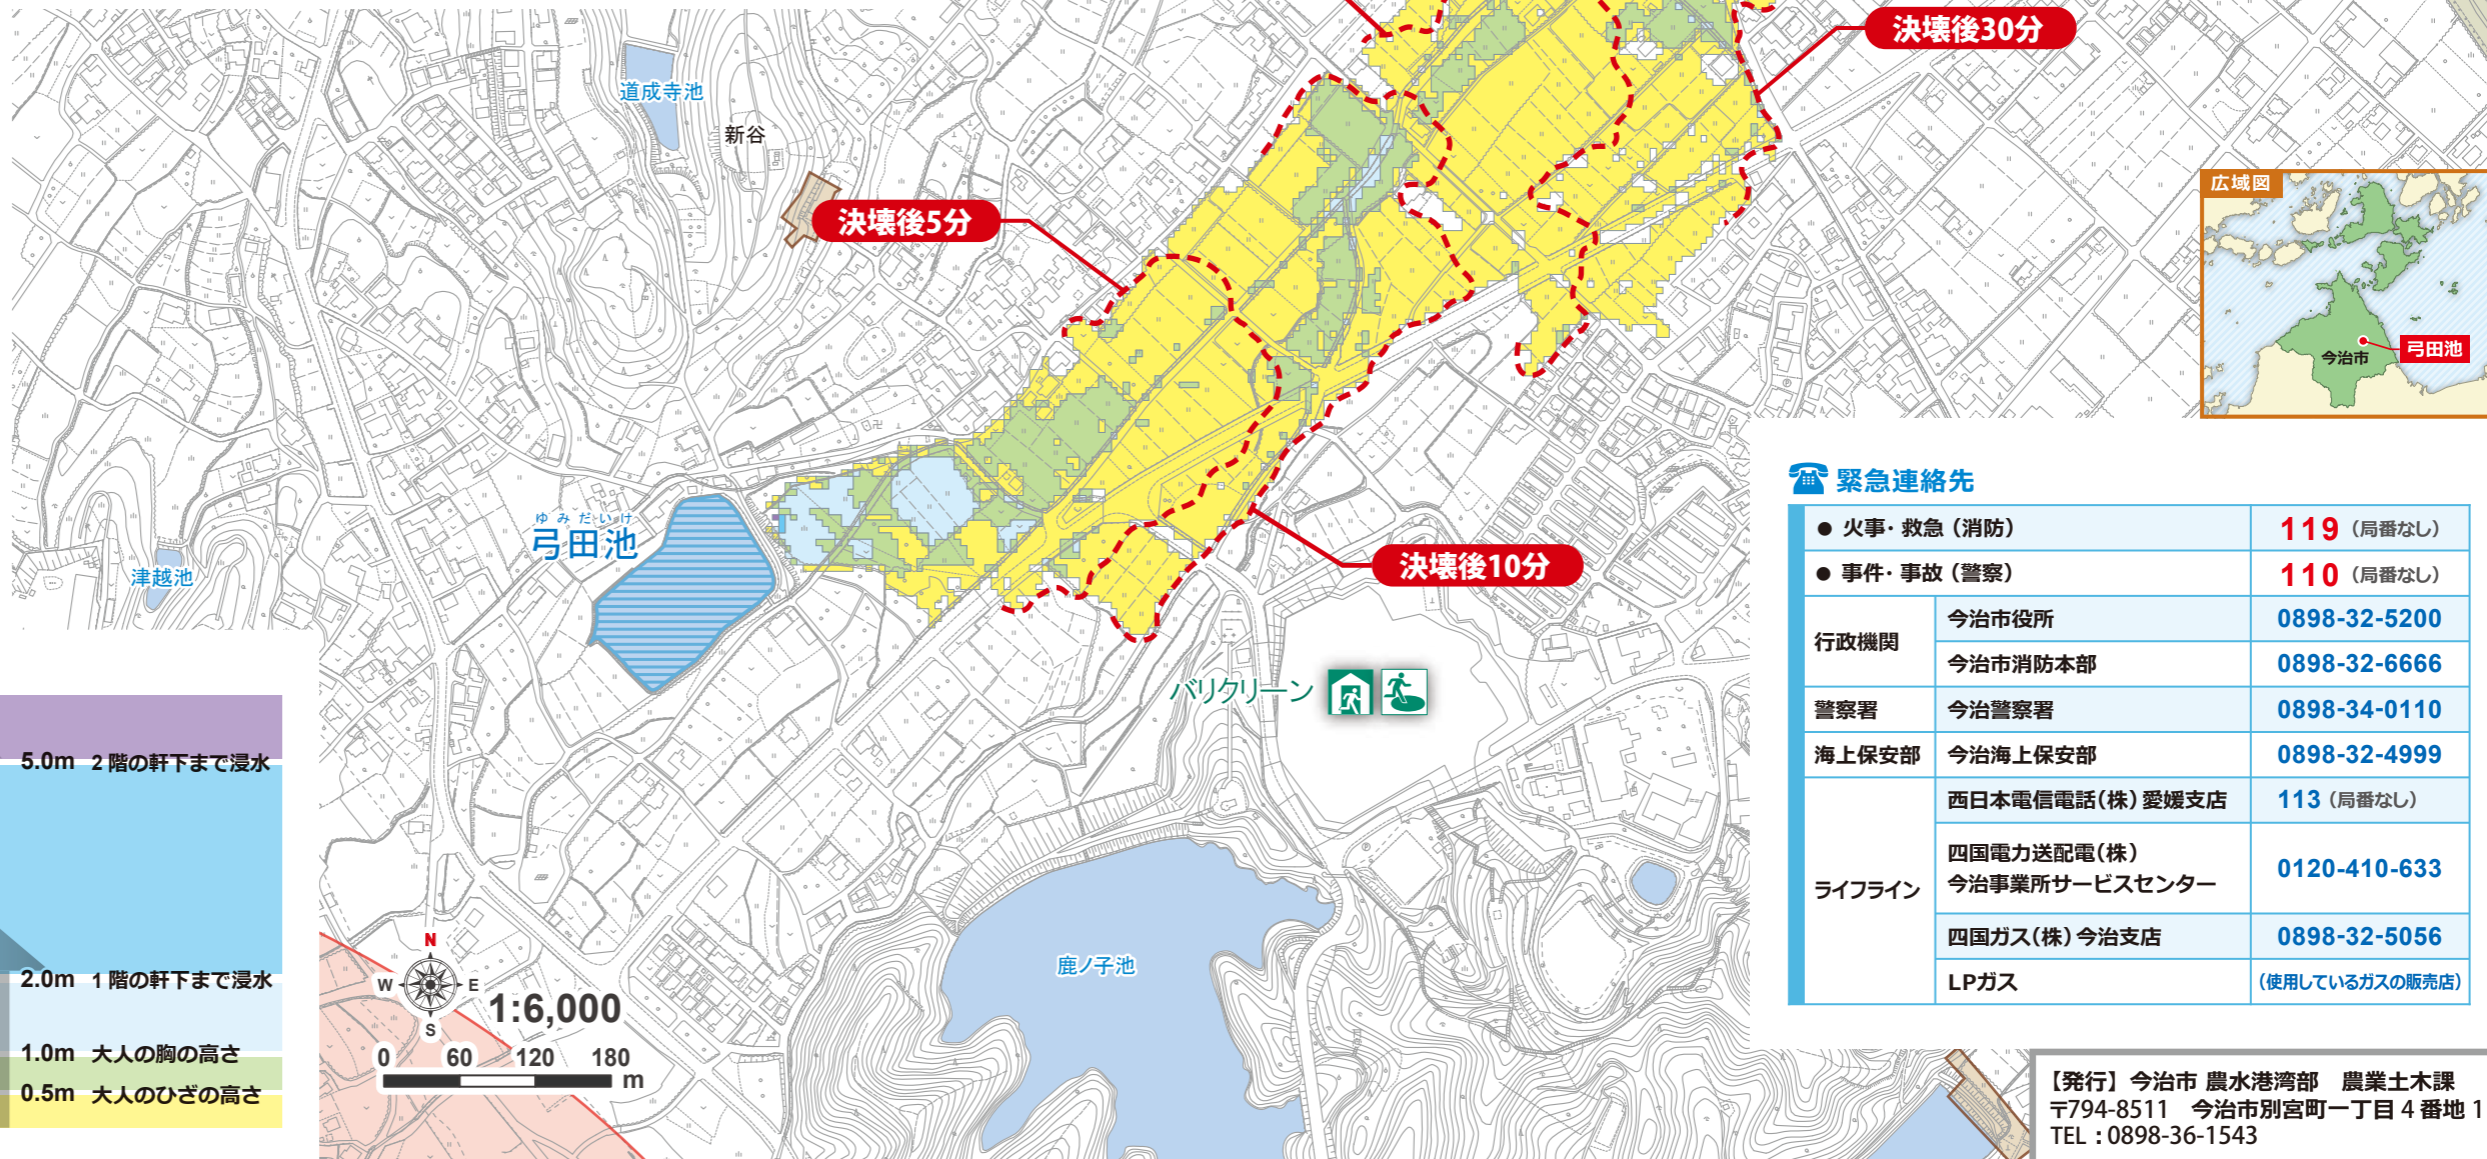 決壊後30分
道成寺池
新谷
決壊後5分
広域図
今治市
弓田池
ゆみだいけ
弓田池
津越池
決壊後10分
バリクリーン
鹿ノ子池
5.0m 2階の軒下まで浸水
2.0m 1階の軒下まで浸水
1.0m 大人の胸の高さ
0.5m 大人のひざの高さ
N
W E
S
1:6,000
0 60 120 180
m
緊急連絡先
● 火事・救急（消防） 119（局番なし）
● 事件・事故（警察） 110（局番なし）
行政機関
今治市役所 0898-32-5200
今治市消防本部 0898-32-6666
警察署 今治警察署 0898-34-0110
海上保安部 今治海上保安部 0898-32-4999
ライフライン
西日本電信電話（株）愛媛支店 113（局番なし）
四国電力送配電（株）
今治事業所サービスセンター 0120-410-633
四国ガス（株）今治支店 0898-32-5056
LPガス （使用しているガスの販売店）
【発行】今治市 農水港湾部　農業土木課
〒794-8511　今治市別宮町一丁目4番地1
TEL：0898-36-1543